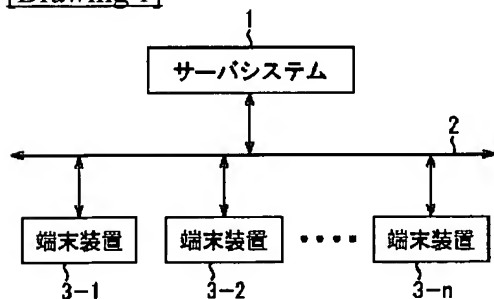 [Drawing 1]
1
サーバシステム
2
端末装置 端末装置 端末装置
3-1 3-2 3-n